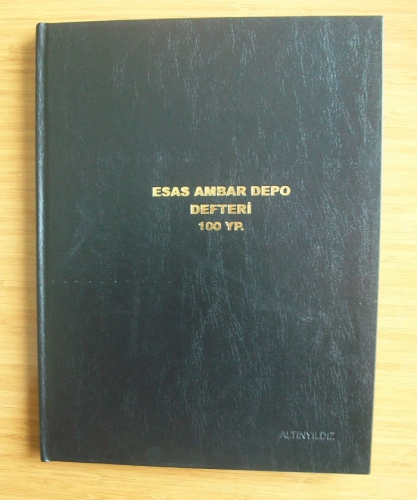 ESAS AMBAR DEPO
DEFTERİ
100 YP.
ALTINYILDIZ